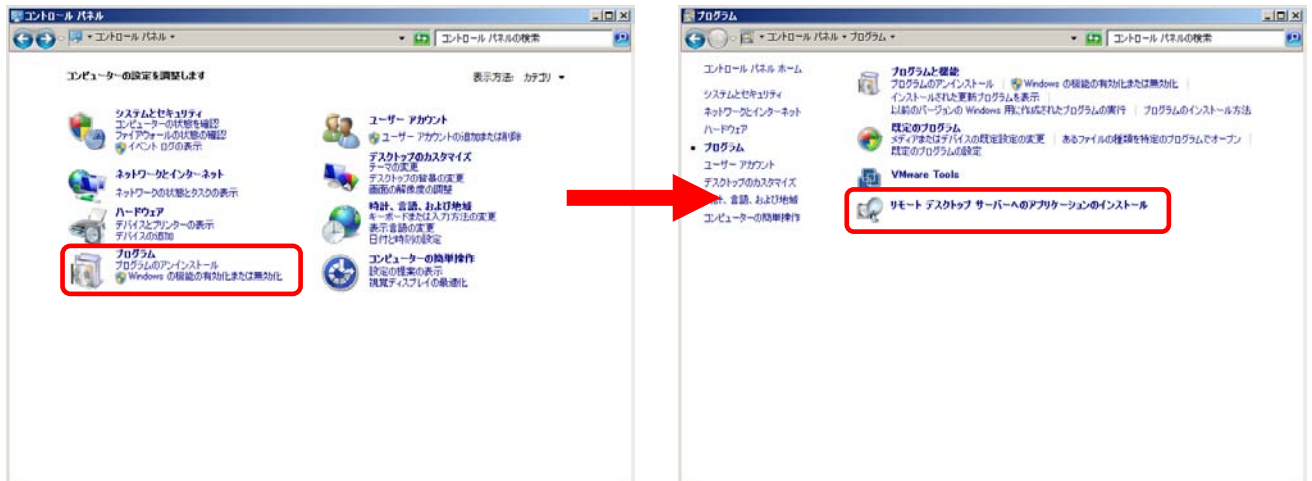 コントロール パネル
コントロール パネル
コントロール パネルの検索
コンピューターの設定を調整します
表示方法: カテゴリ
システムとセキュリティ
コンピューターの状態を確認
ファイアウォールの状態の確認
イベント ログの表示
ネットワークとインターネット
ネットワークの状態とタスクの表示
ハードウェア
デバイスとプリンターの表示
デバイスの追加
プログラム
プログラムのアンインストール
Windows の機能の有効化または無効化
ユーザー アカウント
ユーザー アカウントの追加または削除
デスクトップのカスタマイズ
テーマの変更
デスクトップの背景の変更
画面の解像度の調整
時計、言語、および地域
キーボードまたは入力方法の変更
表示言語の変更
日付と時刻の設定
コンピューターの簡単操作
設定の提案の表示
視覚ディスプレイの最適化
プログラム
コントロール パネル プログラム
コントロール パネルの検索
コントロール パネル ホーム
システムとセキュリティ
ネットワークとインターネット
ハードウェア
プログラム
ユーザー アカウント
デスクトップのカスタマイズ
時計、言語、および地域
コンピューターの簡単操作
プログラムと機能
プログラムのアンインストール Windows の機能の有効化または無効化
インストールされた更新プログラムを表示
以前のバージョンの Windows 用に作成されたプログラムの実行 プログラムのインストール方法
既定のプログラム
メディアまたはデバイスの既定設定の変更 あるファイルの種類を特定のプログラムでオープン
既定のプログラムの設定
VMware Tools
リモート デスクトップ サーバーへのアプリケーションのインストール